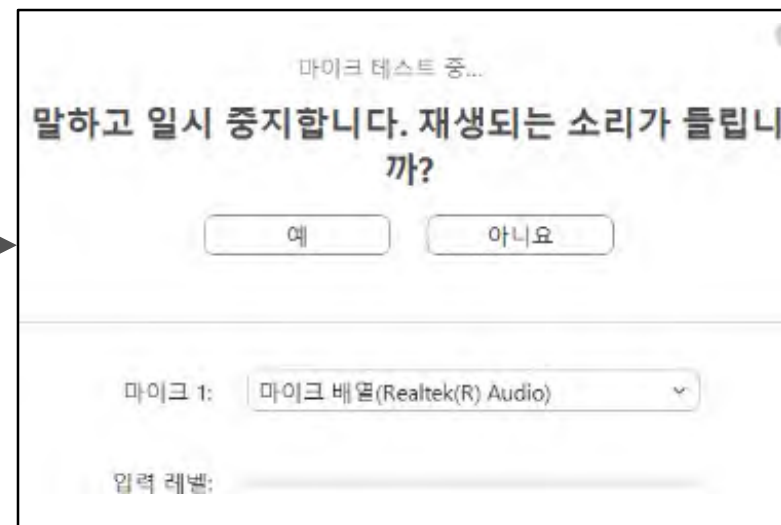 마이크 테스트 중...
말하고 일시 중지합니다. 재생되는 소리가 들립니
까?
예 아니요
마이크 1: 마이크 배열(Realtek(R) Audio)
입력 레벨: